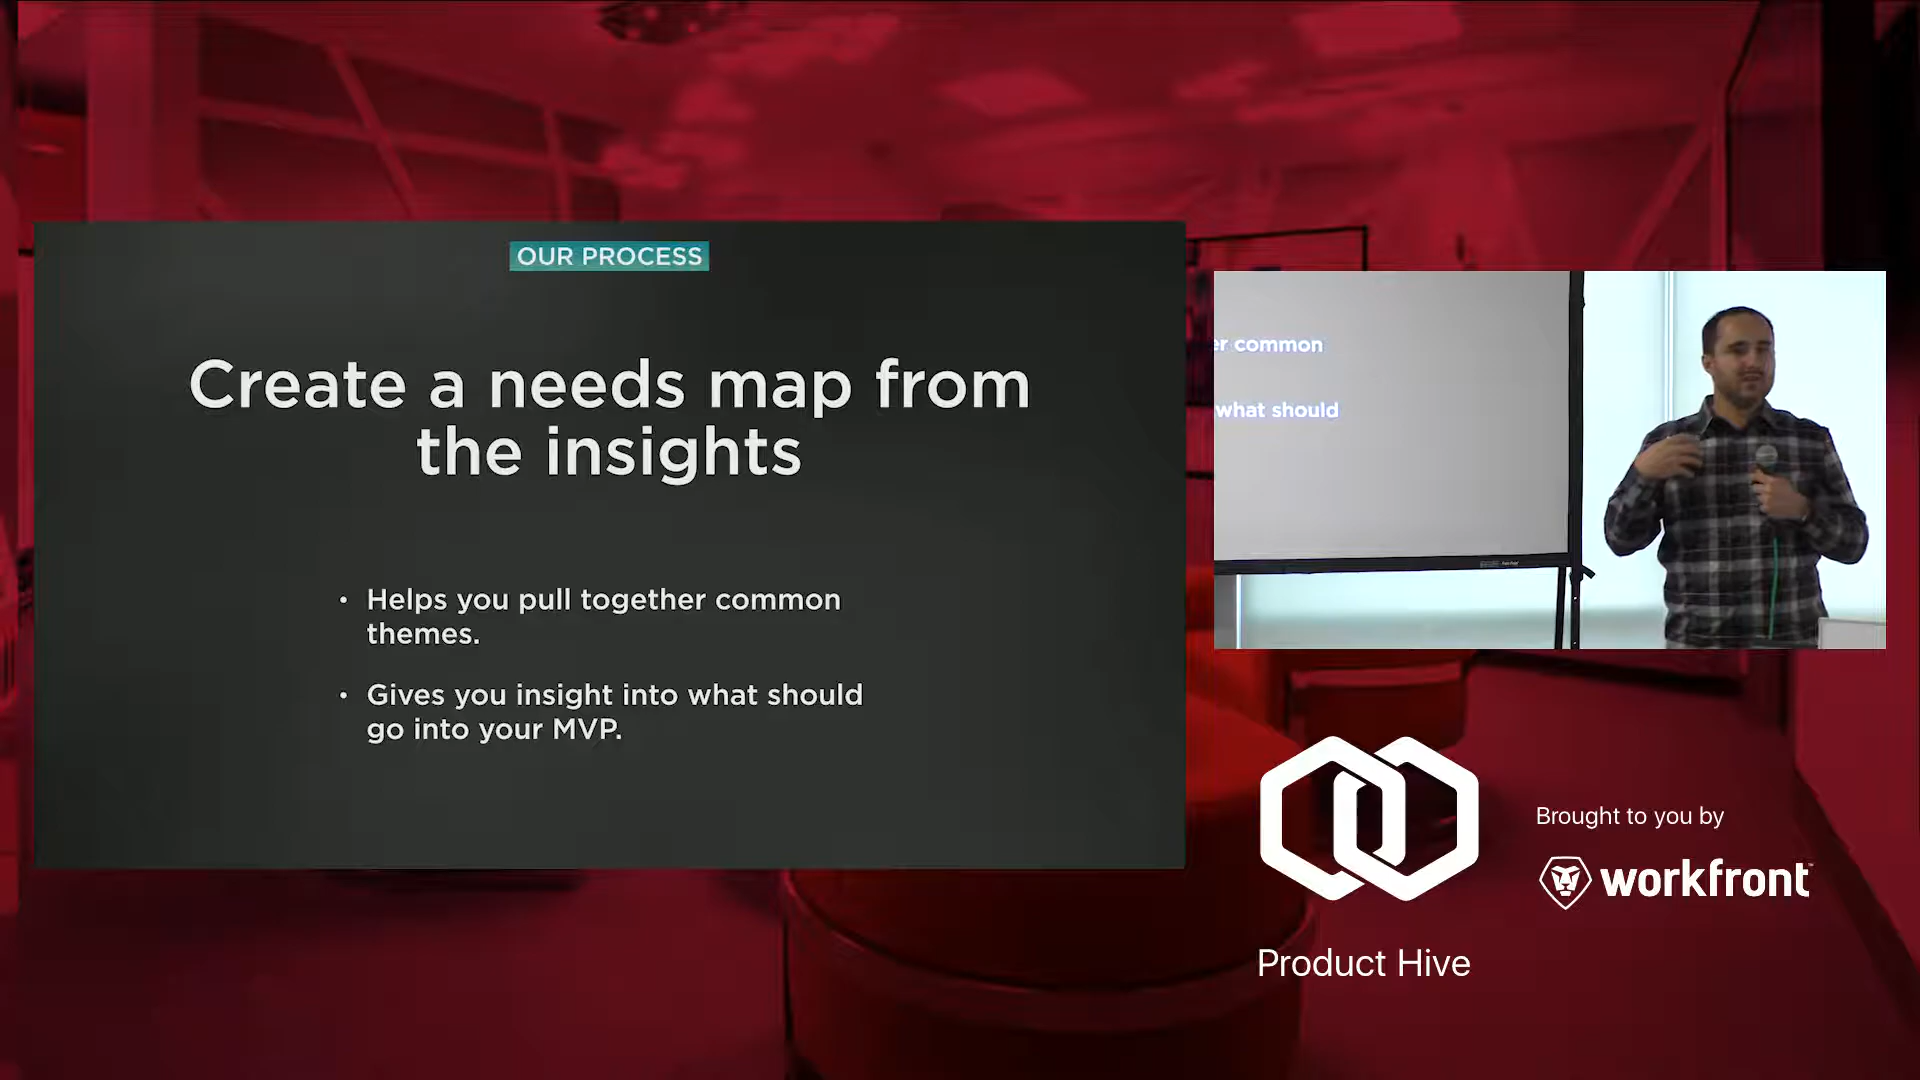 OUR PROCESS
Create a needs map from
the insights
• Helps you pull together common
themes.
• Gives you insight into what should
go into your MVP.
er common
what should
Brought to you by
workfront
Product Hive